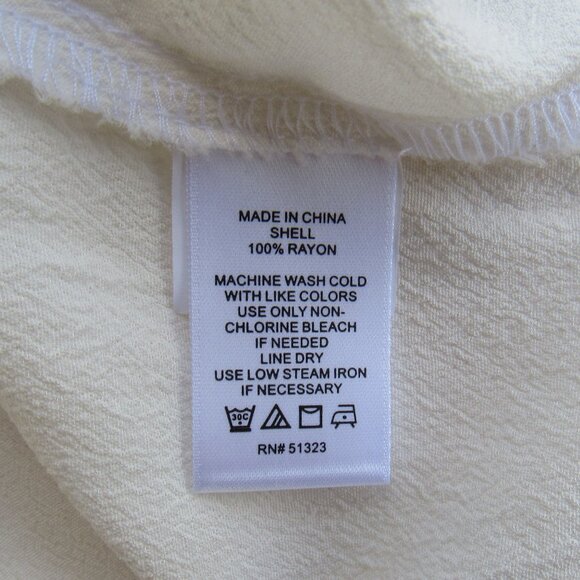 MADE IN CHINA
SHELL
100% RAYON
MACHINE WASH COLD
WITH LIKE COLORS
USE ONLY NON-
CHLORINE BLEACH
IF NEEDED
LINE DRY
USE LOW STEAM IRON
IF NECESSARY
30C
RN# 51323